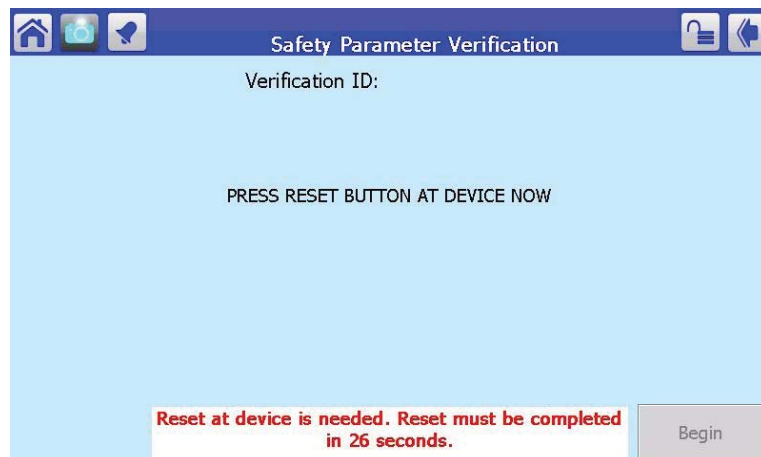 Safety Parameter Verification
Verification ID:
PRESS RESET BUTTON AT DEVICE NOW
Reset at device is needed. Reset must be completed
in 26 seconds.
Begin